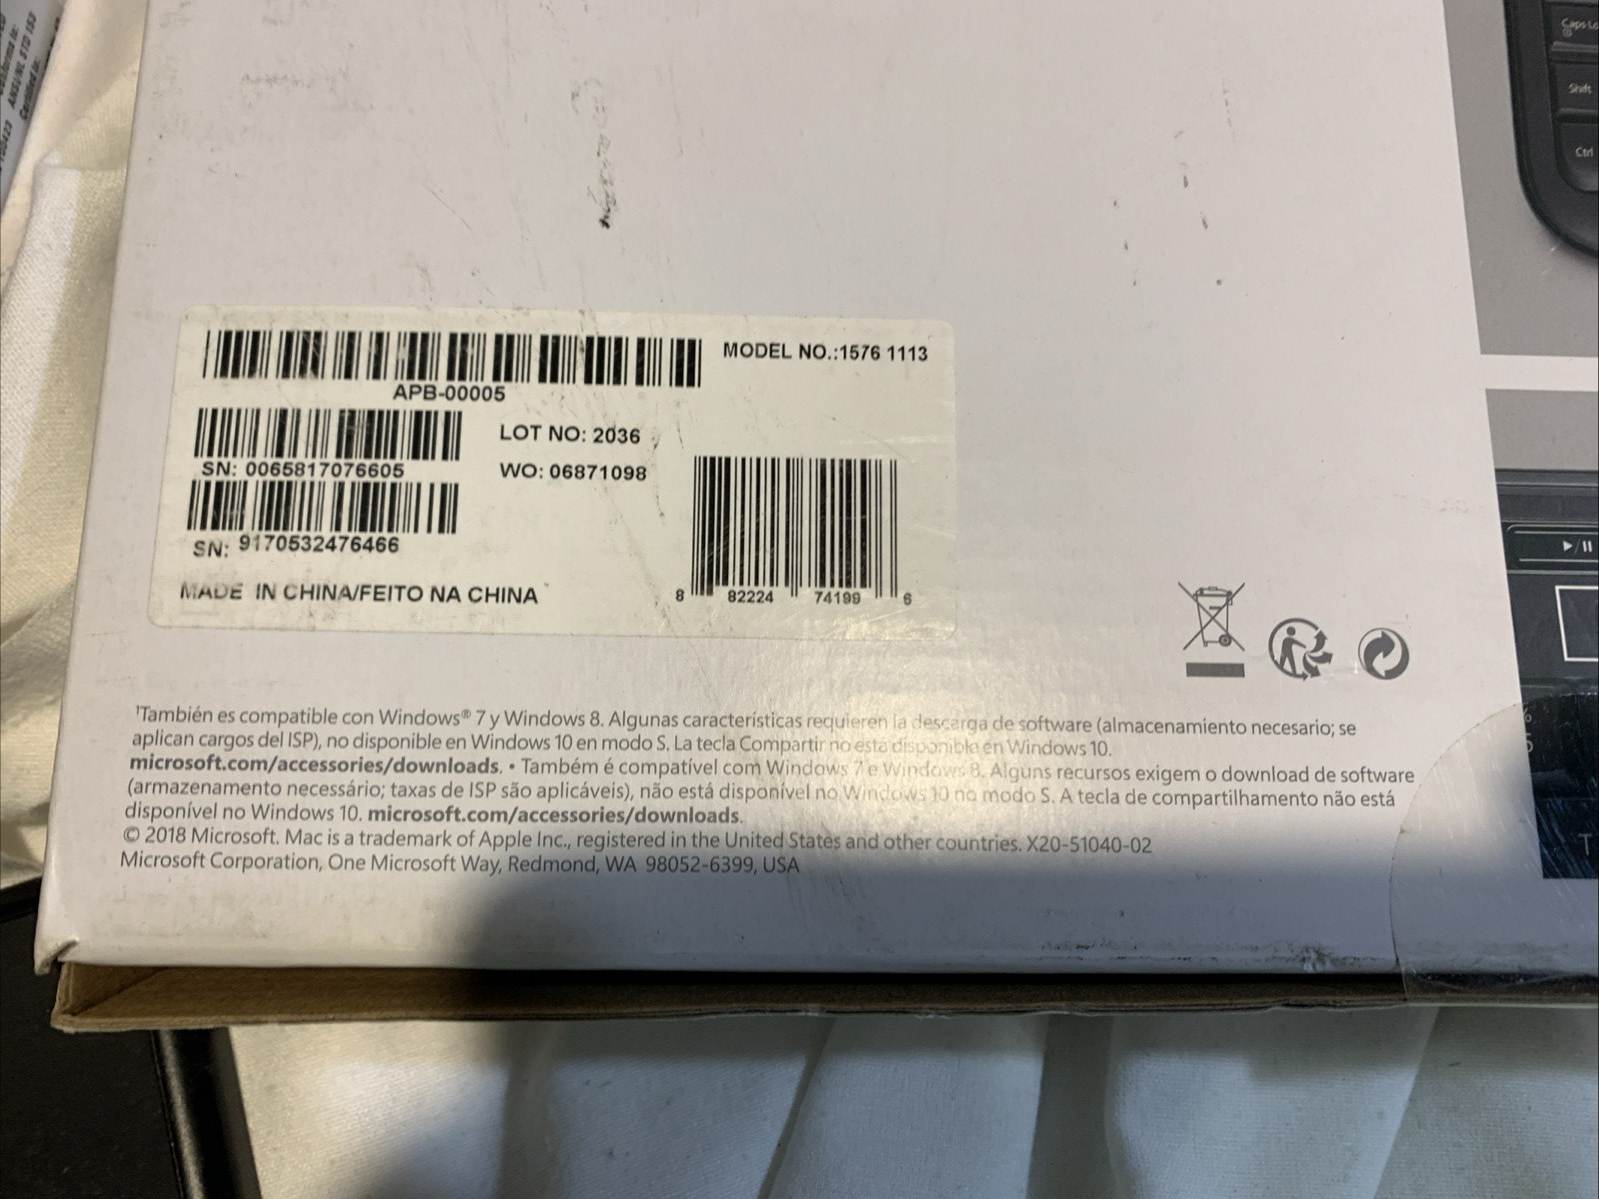 ANSI/NL STD 163
Caps Lo
Shift
Ctrl
MODEL NO.:1576 1113
APB-00005
LOT NO: 2036
SN: 0065817076605
WO: 06871098
SN: 9170532476466
MADE IN CHINA/FEITO NA CHINA
8 82224 74199 6
¹También es compatible con Windows® 7 y Windows 8. Algunas características requieren la descarga de software (almacenamiento necesario; se
aplican cargos del ISP), no disponible en Windows 10 en modo S. La tecla Compartir no está disponible en Windows 10.
microsoft.com/accessories/downloads. • Também é compatível com Windows 7 e Windows 8. Alguns recursos exigem o download de software
(armazenamento necessário; taxas de ISP são aplicáveis), não está disponível no Windows 10 no modo S. A tecla de compartilhamento não está
disponível no Windows 10. microsoft.com/accessories/downloads.
© 2018 Microsoft. Mac is a trademark of Apple Inc., registered in the United States and other countries. X20-51040-02
Microsoft Corporation, One Microsoft Way, Redmond, WA 98052-6399, USA